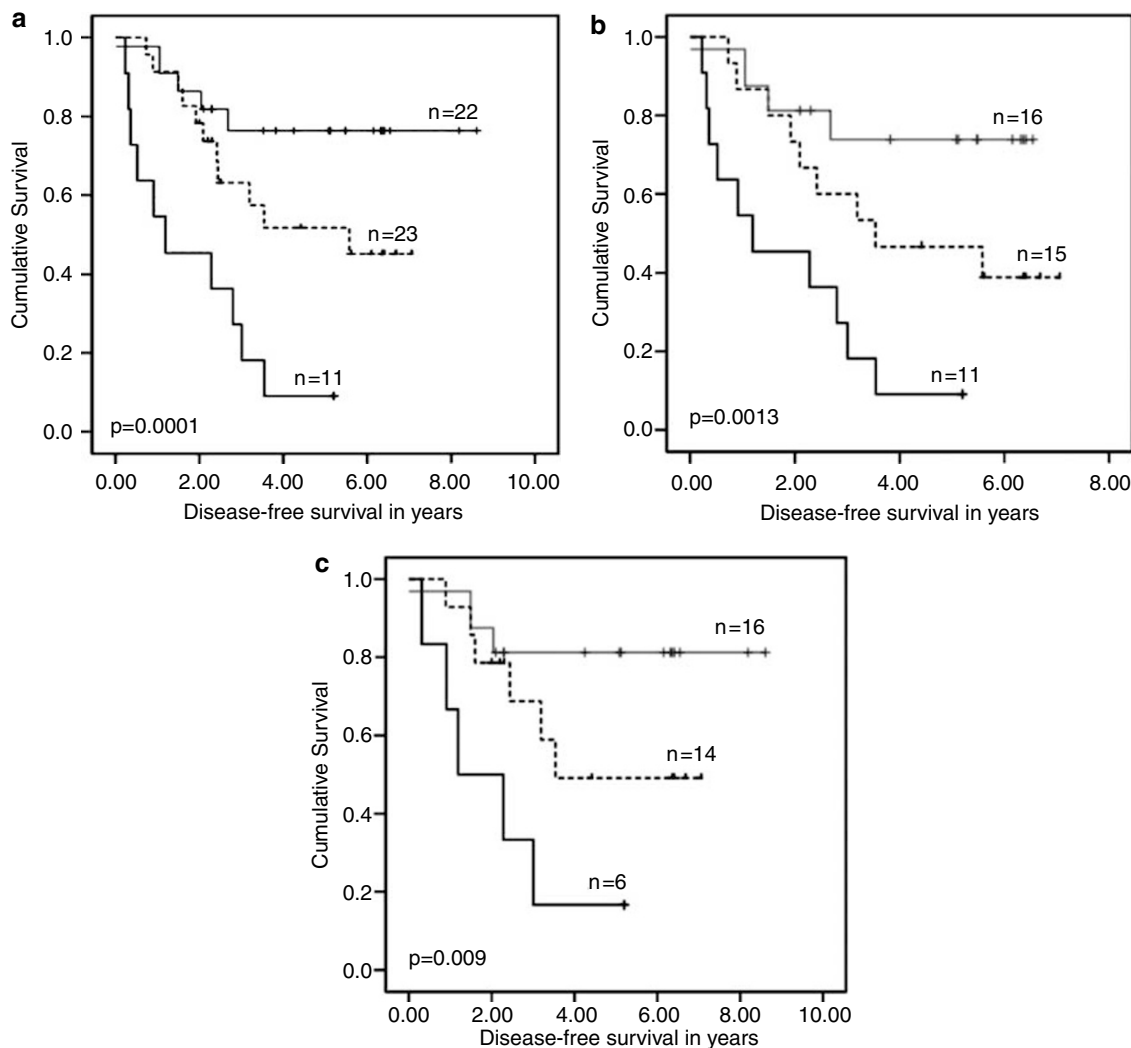 a
1.0
0.8
0.6
0.4
0.2
0.0
Cumulative Survival
n=22
n=23
n=11
p=0.0001
0.00 2.00 4.00 6.00 8.00 10.00
Disease-free survival in years
b
1.0
0.8
0.6
0.4
0.2
0.0
Cumulative Survival
n=16
n=15
n=11
p=0.0013
0.00 2.00 4.00 6.00 8.00
Disease-free survival in years
c
1.0
0.8
0.6
0.4
0.2
0.0
Cumulative Survival
n=16
n=14
n=6
p=0.009
0.00 2.00 4.00 6.00 8.00 10.00
Disease-free survival in years